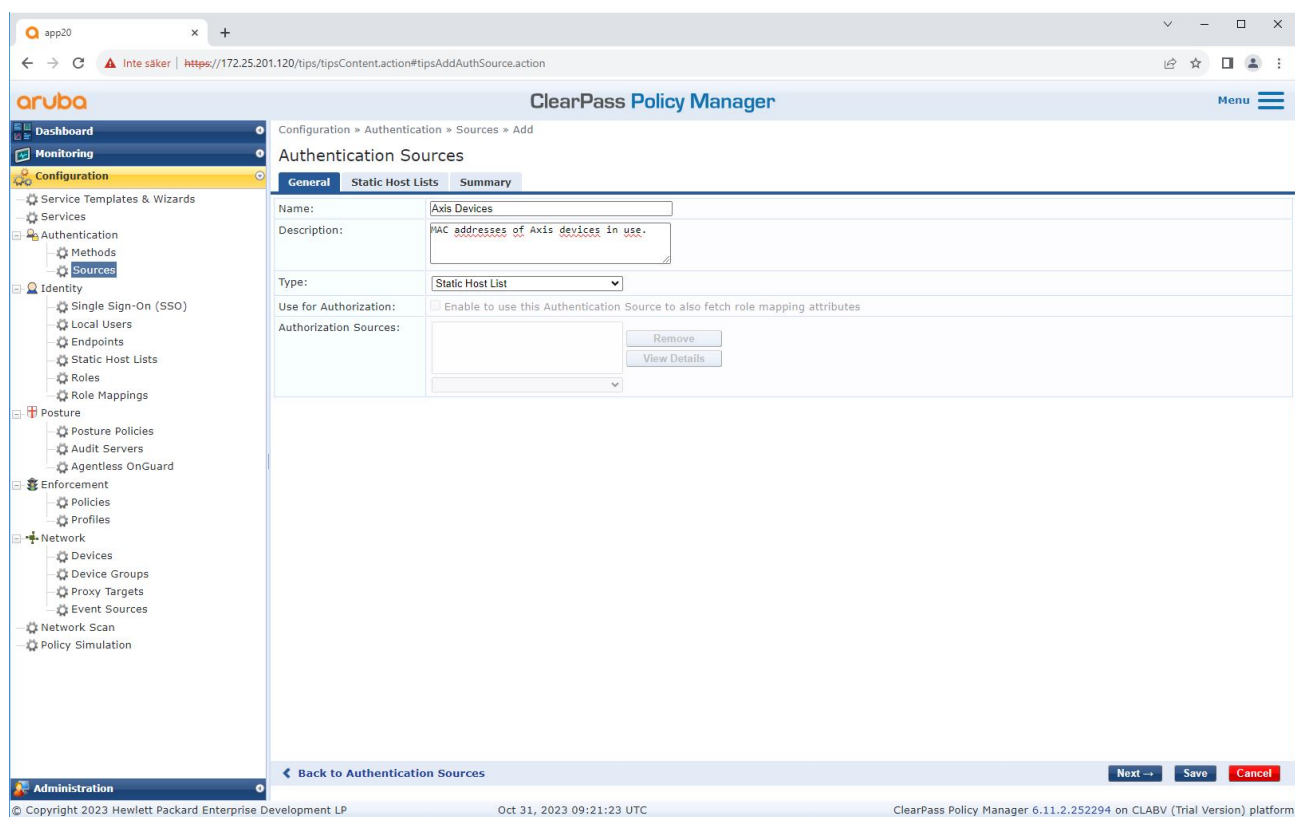 app20
Inte säker | https://172.25.201.120/tips/tipsContent.action#tipsAddAuthSource.action
aruba
ClearPass Policy Manager
Menu
Dashboard
Monitoring
Configuration
Service Templates & Wizards
Services
Authentication
Methods
Sources
Identity
Single Sign-On (SSO)
Local Users
Endpoints
Static Host Lists
Roles
Role Mappings
Posture
Posture Policies
Audit Servers
Agentless OnGuard
Enforcement
Policies
Profiles
Network
Devices
Device Groups
Proxy Targets
Event Sources
Network Scan
Policy Simulation
Administration
Configuration » Authentication » Sources » Add
Authentication Sources
General Static Host Lists Summary
Name: Axis Devices
Description: MAC addresses of Axis devices in use.
Type: Static Host List
Use for Authorization: Enable to use this Authentication Source to also fetch role mapping attributes
Authorization Sources:
Remove
View Details
Back to Authentication Sources
Next → Save Cancel
© Copyright 2023 Hewlett Packard Enterprise Development LP Oct 31, 2023 09:21:23 UTC ClearPass Policy Manager 6.11.2.252294 on CLABV (Trial Version) platform